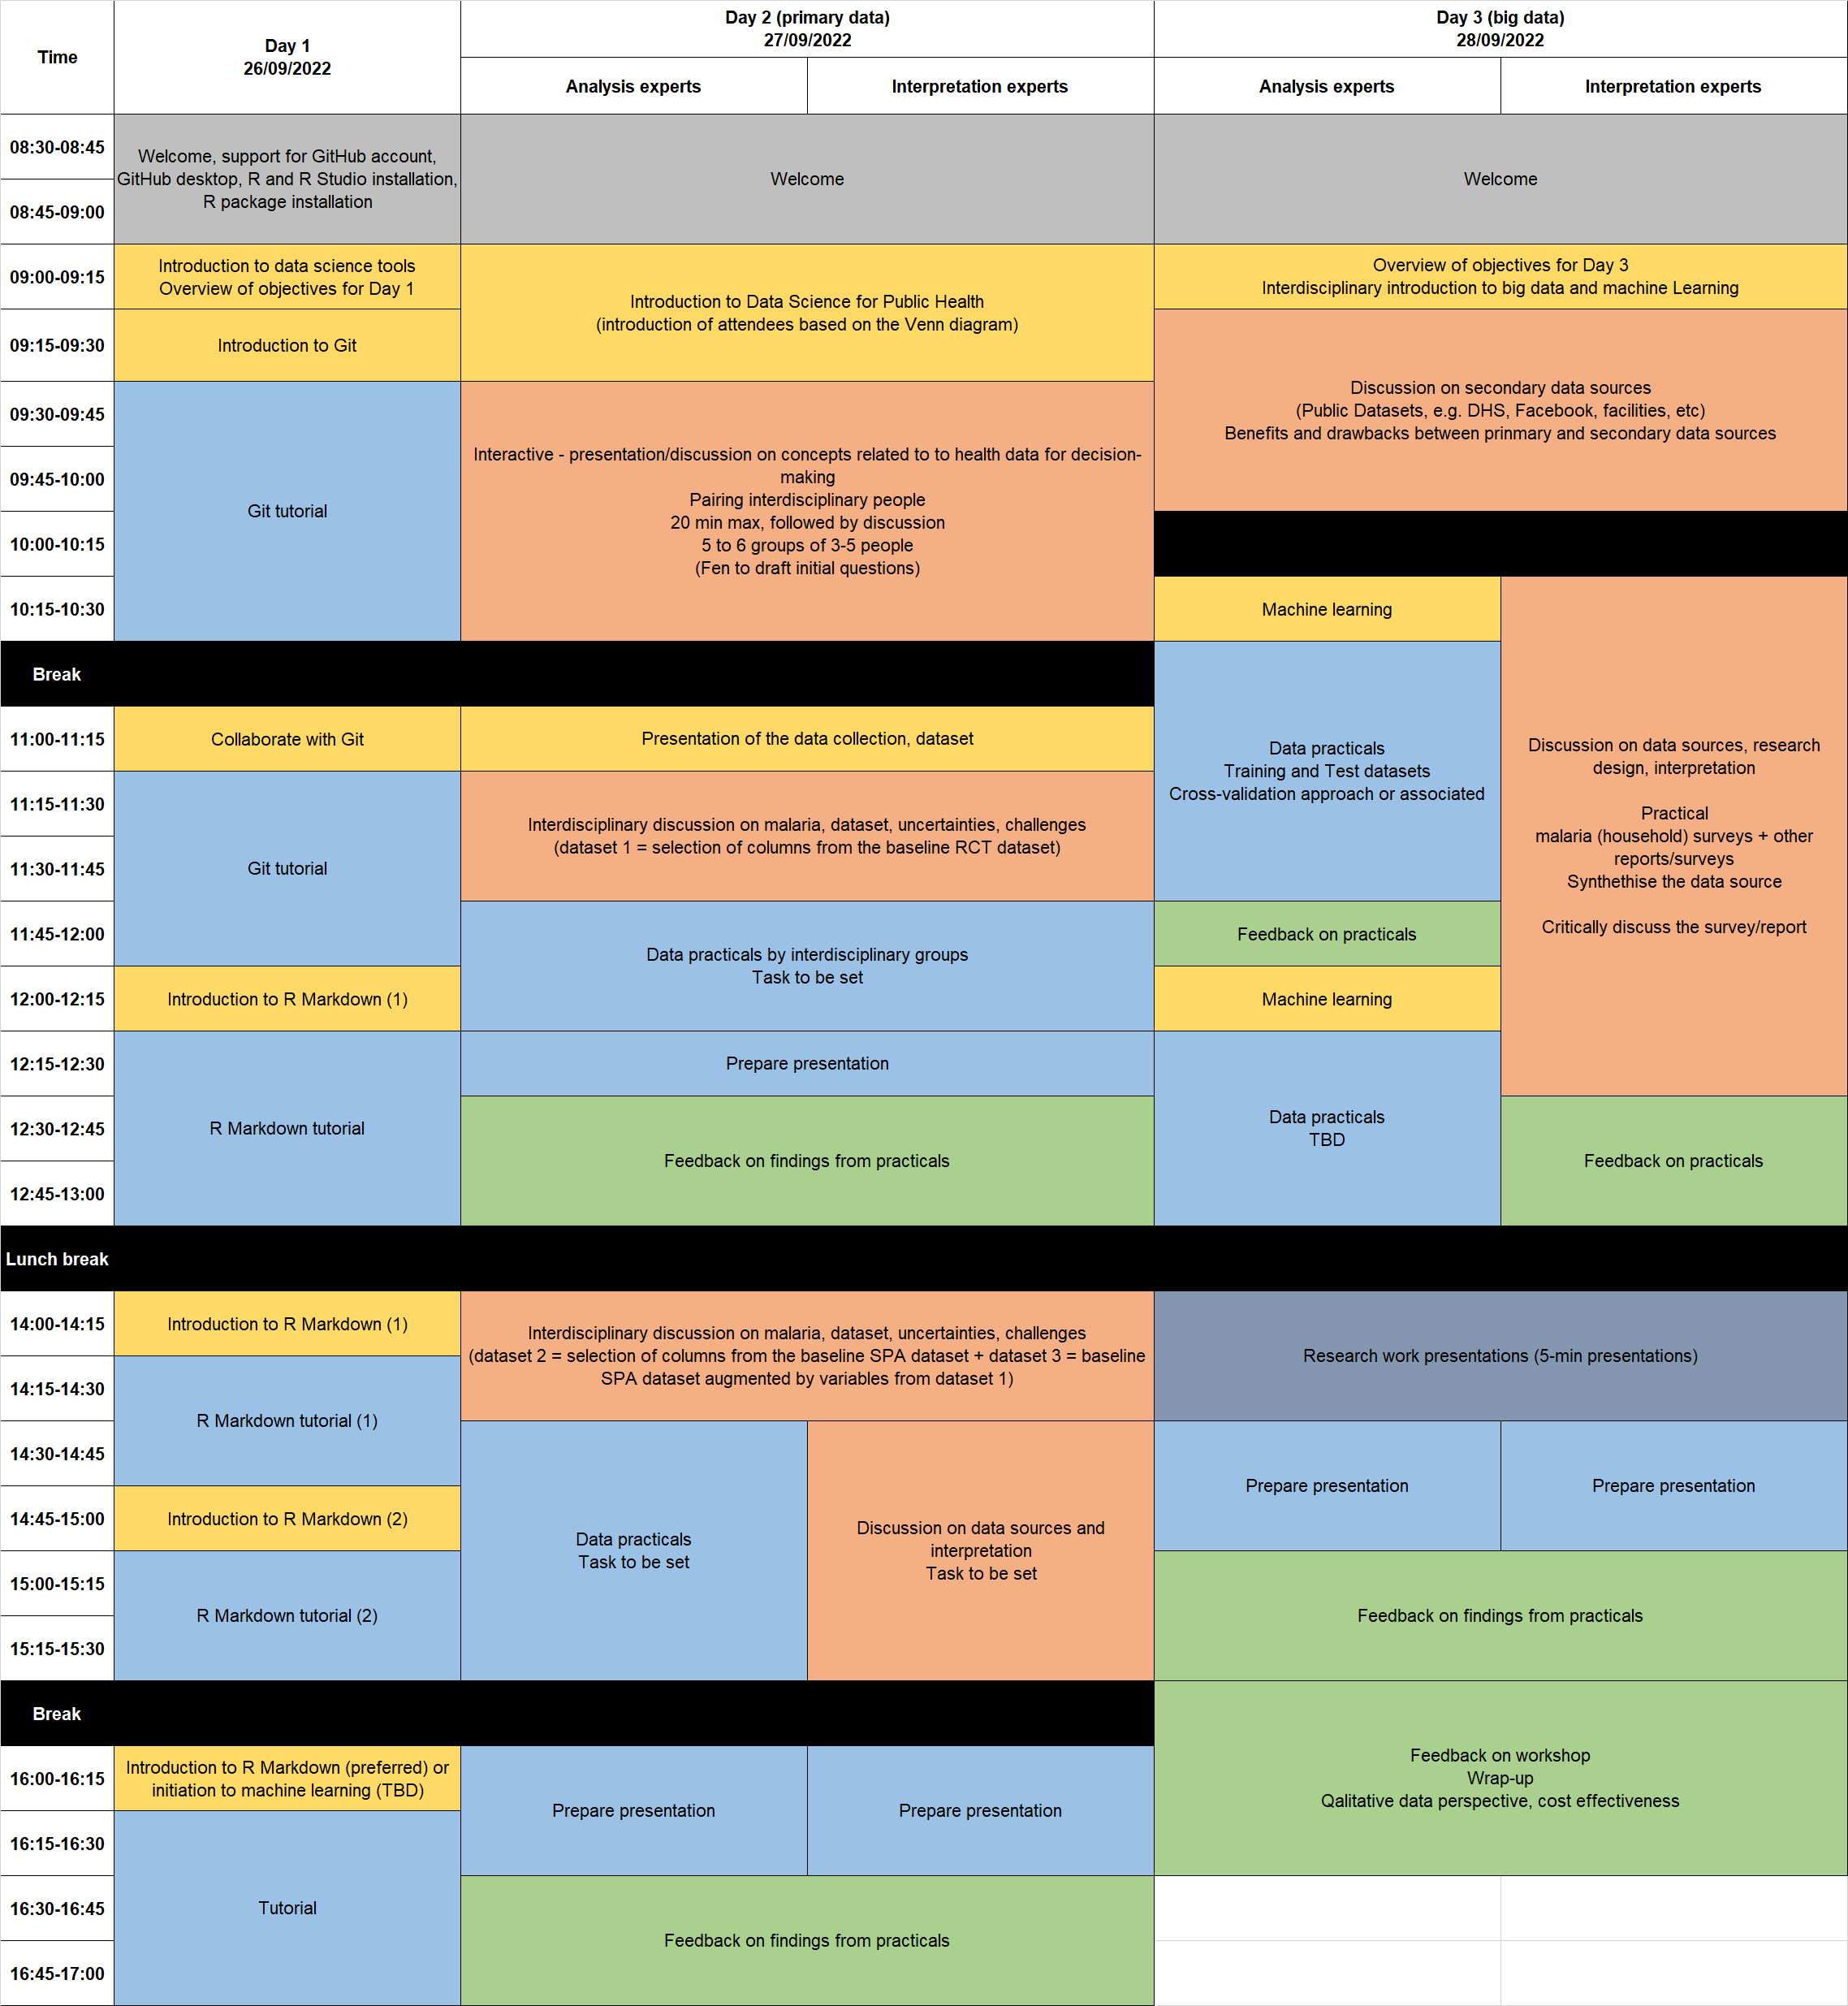 Time
Day 1
26/09/2022
Day 2 (primary data)
27/09/2022
Day 3 (big data)
28/09/2022
Analysis experts
Interpretation experts
Analysis experts
Interpretation experts
08:30-08:45
Welcome, support for GitHub account,
GitHub desktop, R and R Studio installation,
R package installation
Welcome
Welcome
08:45-09:00
09:00-09:15
Introduction to data science tools
Overview of objectives for Day 1
Introduction to Data Science for Public Health
(introduction of attendees based on the Venn diagram)
Overview of objectives for Day 3
Interdisciplinary introduction to big data and machine Learning
09:15-09:30
Introduction to Git
Discussion on secondary data sources
(Public Datasets, e.g. DHS, Facebook, facilities, etc)
Benefits and drawbacks between prinmary and secondary data sources
09:30-09:45
Git tutorial
Interactive - presentation/discussion on concepts related to to health data for decision-
making
Pairing interdisciplinary people
20 min max, followed by discussion
5 to 6 groups of 3-5 people
(Fen to draft initial questions)
09:45-10:00
10:00-10:15
10:15-10:30
Machine learning
Discussion on data sources, research
design, interpretation
Practical
malaria (household) surveys + other
reports/surveys
Synthethise the data source
Critically discuss the survey/report
Break
Data practicals
Training and Test datasets
Cross-validation approach or associated
11:00-11:15
Collaborate with Git
Presentation of the data collection, dataset
11:15-11:30
Git tutorial
Interdisciplinary discussion on malaria, dataset, uncertainties, challenges
(dataset 1 = selection of columns from the baseline RCT dataset)
11:30-11:45
11:45-12:00
Data practicals by interdisciplinary groups
Task to be set
Feedback on practicals
12:00-12:15
Introduction to R Markdown (1)
Machine learning
12:15-12:30
R Markdown tutorial
Prepare presentation
Data practicals
TBD
12:30-12:45
Feedback on findings from practicals
Feedback on practicals
12:45-13:00
Lunch break
14:00-14:15
Introduction to R Markdown (1)
Interdisciplinary discussion on malaria, dataset, uncertainties, challenges
(dataset 2 = selection of columns from the baseline SPA dataset + dataset 3 = baseline
SPA dataset augmented by variables from dataset 1)
Research work presentations (5-min presentations)
14:15-14:30
R Markdown tutorial (1)
14:30-14:45
Data practicals
Task to be set
Discussion on data sources and
interpretation
Task to be set
Prepare presentation
Prepare presentation
14:45-15:00
Introduction to R Markdown (2)
15:00-15:15
R Markdown tutorial (2)
Feedback on findings from practicals
15:15-15:30
Break
Feedback on workshop
Wrap-up
Qalitative data perspective, cost effectiveness
16:00-16:15
Introduction to R Markdown (preferred) or
initiation to machine learning (TBD)
Prepare presentation
Prepare presentation
16:15-16:30
Tutorial
16:30-16:45
Feedback on findings from practicals
16:45-17:00